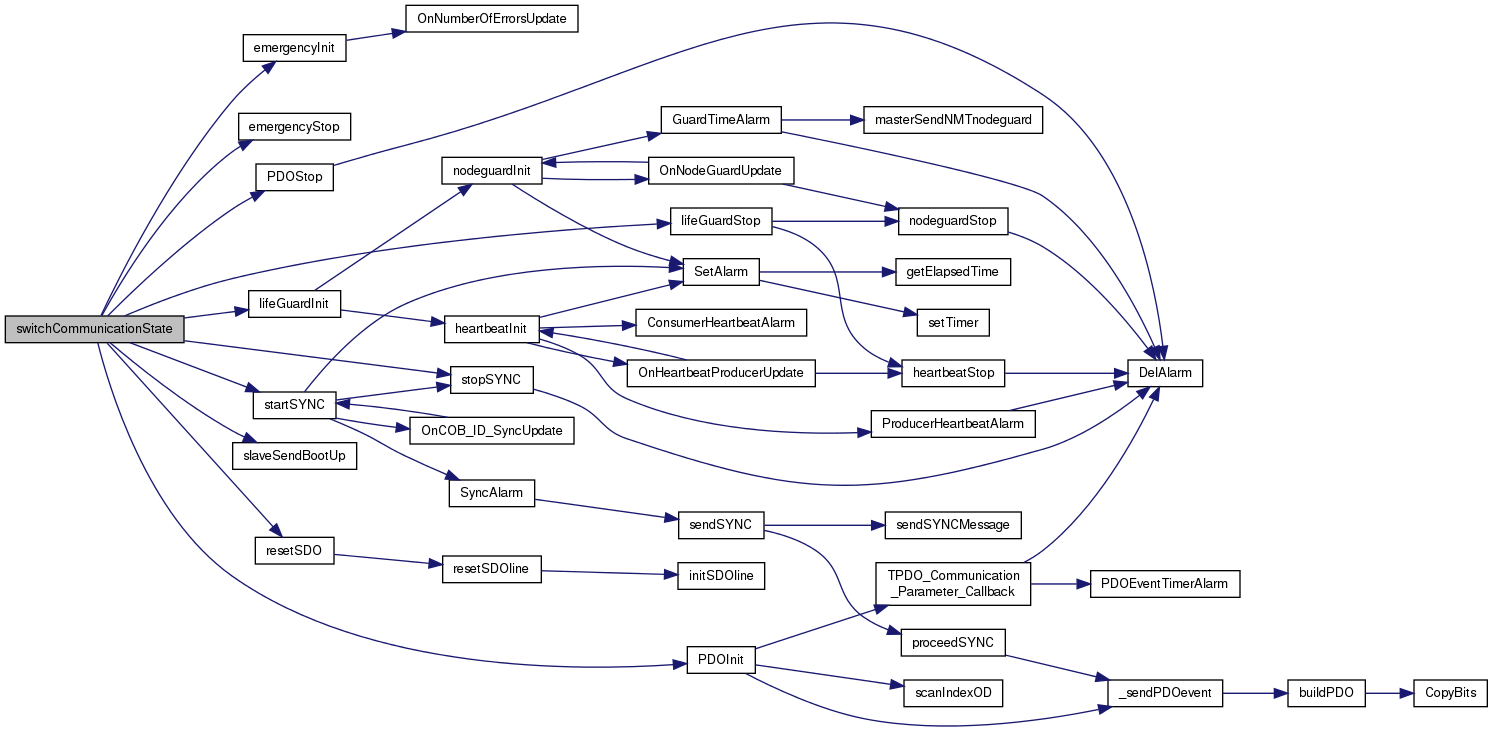 OnNumberOfErrorsUpdate
emergencyInit
GuardTimeAlarm
masterSendNMTnodeguard
emergencyStop
nodeguardInit
OnNodeGuardUpdate
PDOStop
lifeGuardStop
nodeguardStop
SetAlarm
getElapsedTime
lifeGuardInit
ConsumerHeartbeatAlarm
setTimer
switchCommunicationState
heartbeatInit
stopSYNC
OnHeartbeatProducerUpdate
heartbeatStop
DelAlarm
startSYNC
OnCOB_ID_SyncUpdate
ProducerHeartbeatAlarm
slaveSendBootUp
SyncAlarm
sendSYNC
sendSYNCMessage
resetSDO
resetSDOline
initSDOline
TPDO_Communication
_Parameter_Callback
PDOEventTimerAlarm
proceedSYNC
PDOInit
scanIndexOD
_sendPDOevent
buildPDO
CopyBits